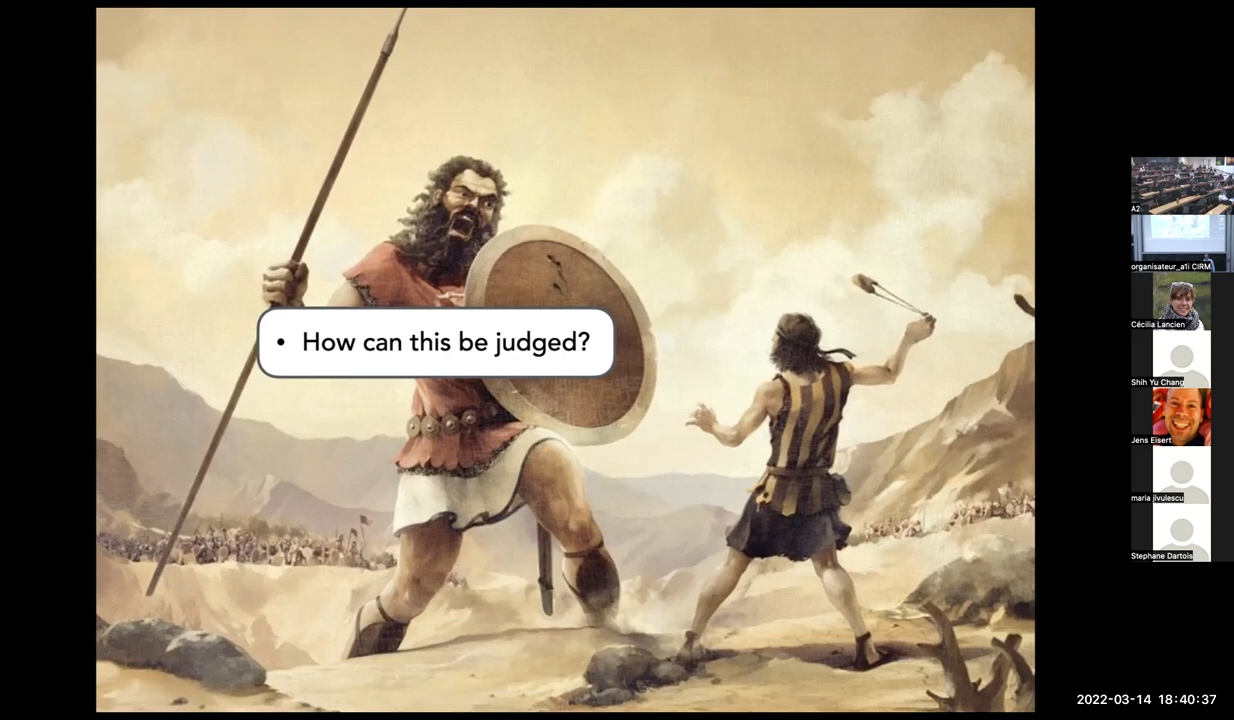 • How can this be judged?
A2
organisateur_a1i CIRM
Cécilia Lancien
Shih Yu Chang
Jens Eisert
maria jivulescu
Stephane Dartois
2022-03-14 18:40:37